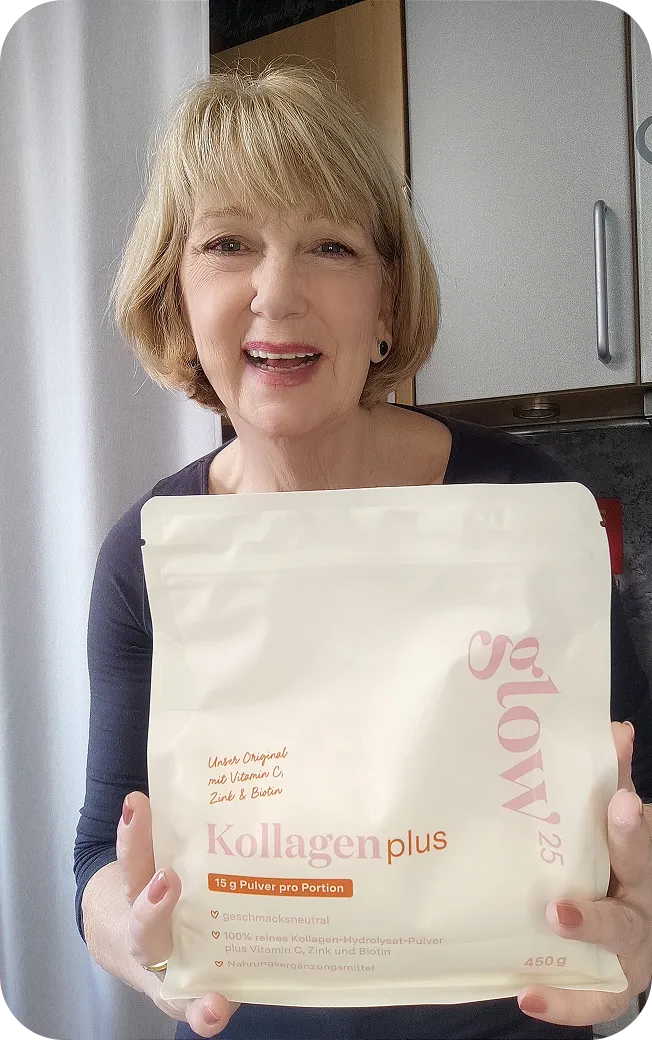 glow25
Unser Original
mit Vitamin C,
Zink & Biotin
Kollagen plus
15 g Pulver pro Portion
geschmacksneutral
100% reines Kollagen-Hydrolysat-Pulver
plus Vitamin C, Zink und Biotin
Nahrungsergänzungsmittel
450 g